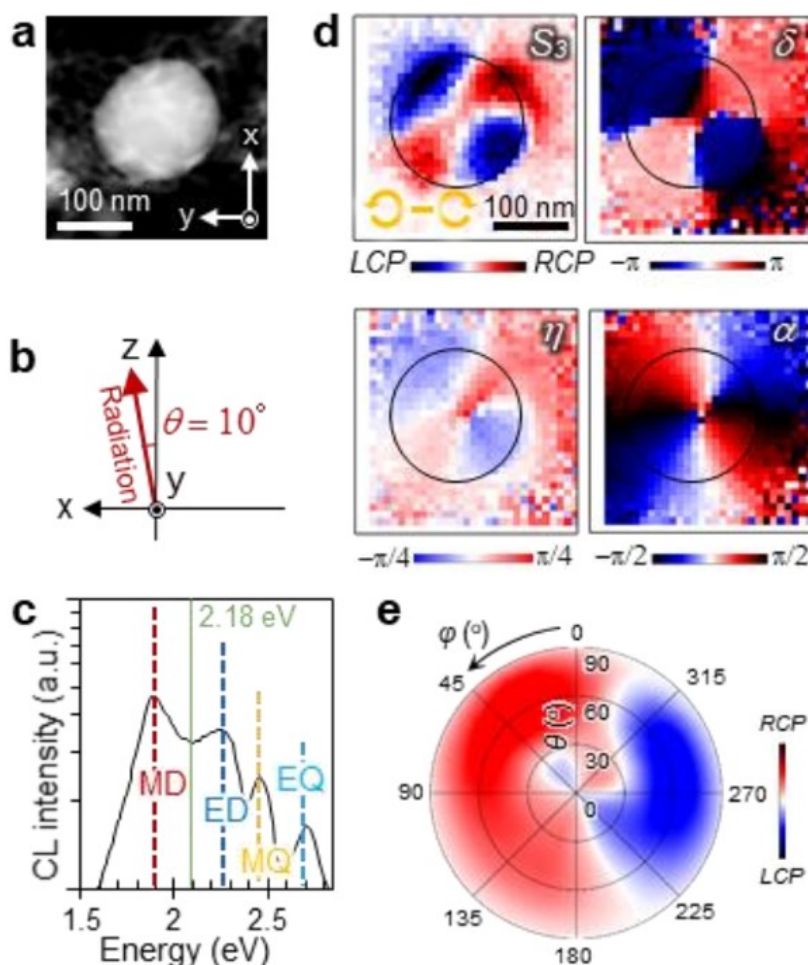 a
x
y
100 nm
b
z
Radiation
θ = 10°
y
x
c
2.18 eV
CL intensity (a.u.)
MD
ED
MQ
EQ
1.5
2
2.5
Energy (eV)
d
S3
100 nm
LCP
RCP
δ
−π
π
η
−π/4
π/4
α
−π/2
π/2
e
φ (°)
0
45
90
135
180
225
270
315
90
60
30
0
θ (°)
RCP
LCP